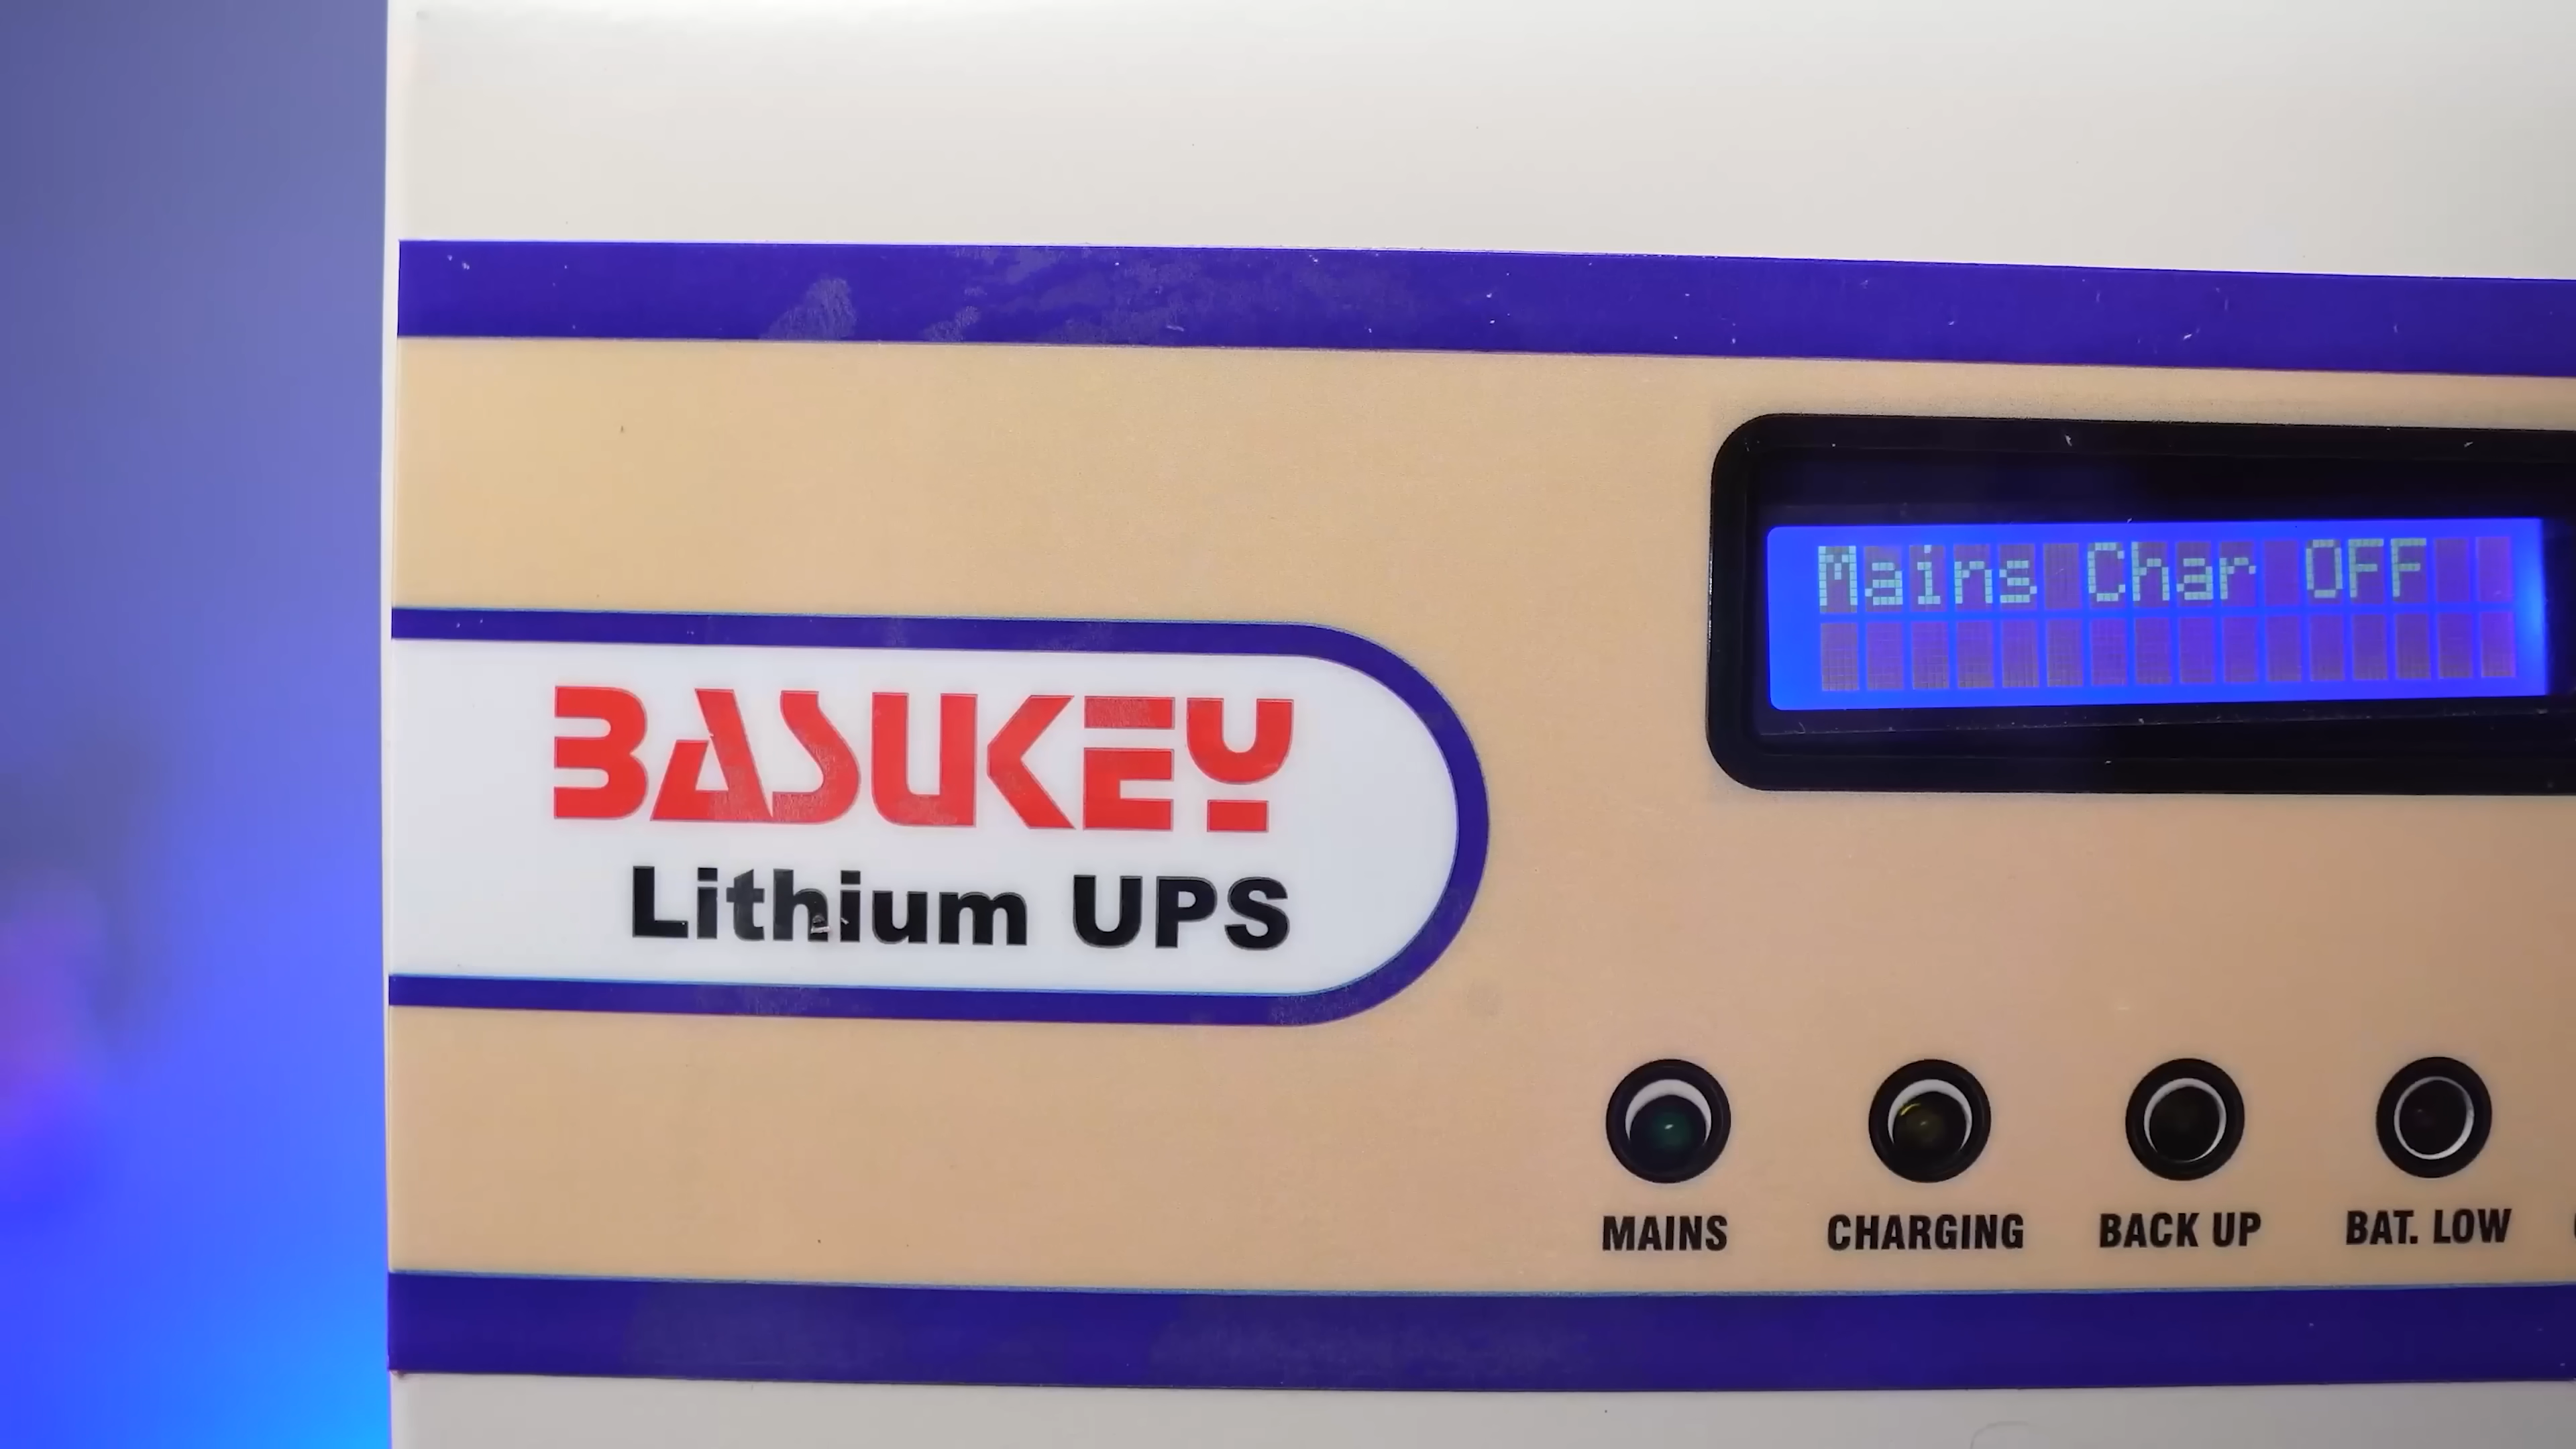 Mains Char OFF
BASUKEY
Lithium UPS
MAINS
CHARGING
BACK UP
BAT. LOW